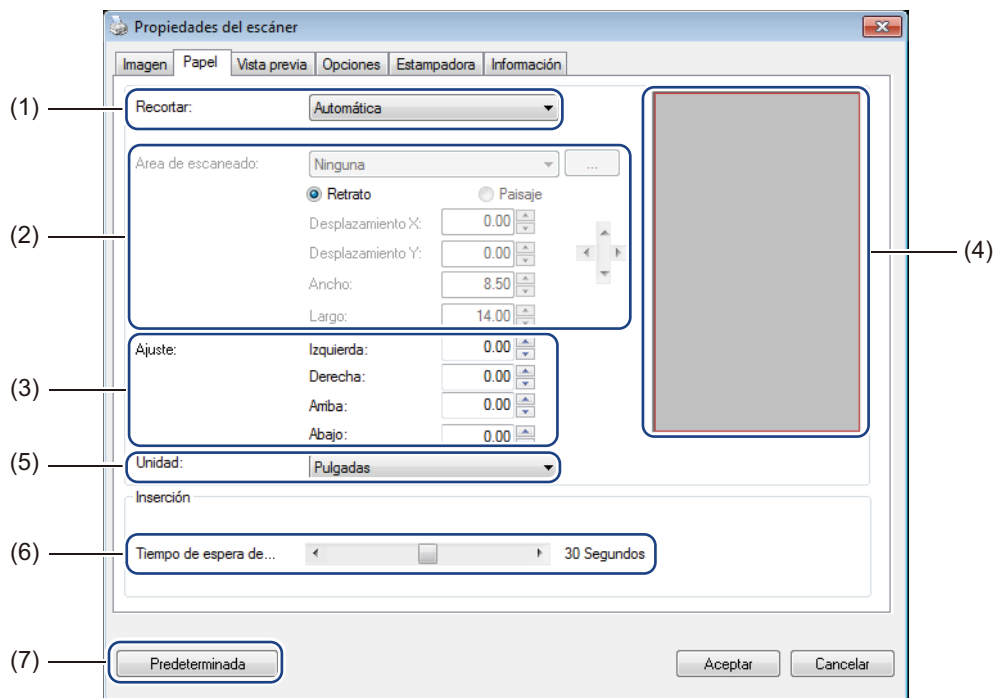 Propiedades del escáner
Imagen Papel Vista previa Opciones Estampadora Información
(1) Recortar: Automática
(2) Area de escaneado: Ninguna ...
Retrato Paisaje
Desplazamiento X: 0.00
Desplazamiento Y: 0.00
Ancho: 8.50
Largo: 14.00
(3) Ajuste: Izquierda: 0.00
Derecha: 0.00
Arriba: 0.00
Abajo: 0.00
(4)
(5) Unidad: Pulgadas
Inserción
(6) Tiempo de espera de... 30 Segundos
(7) Predeterminada Aceptar Cancelar